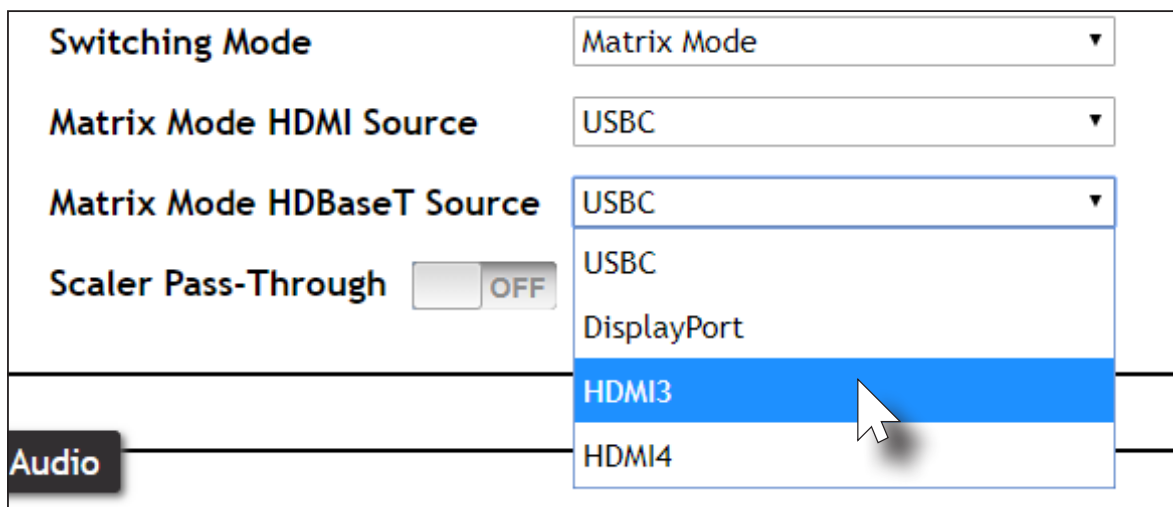 Switching Mode Matrix Mode
Matrix Mode HDMI Source USBC
Matrix Mode HDBaseT Source USBC
USBC
Scaler Pass-Through OFF
DisplayPort
HDMI3
HDMI4
Audio